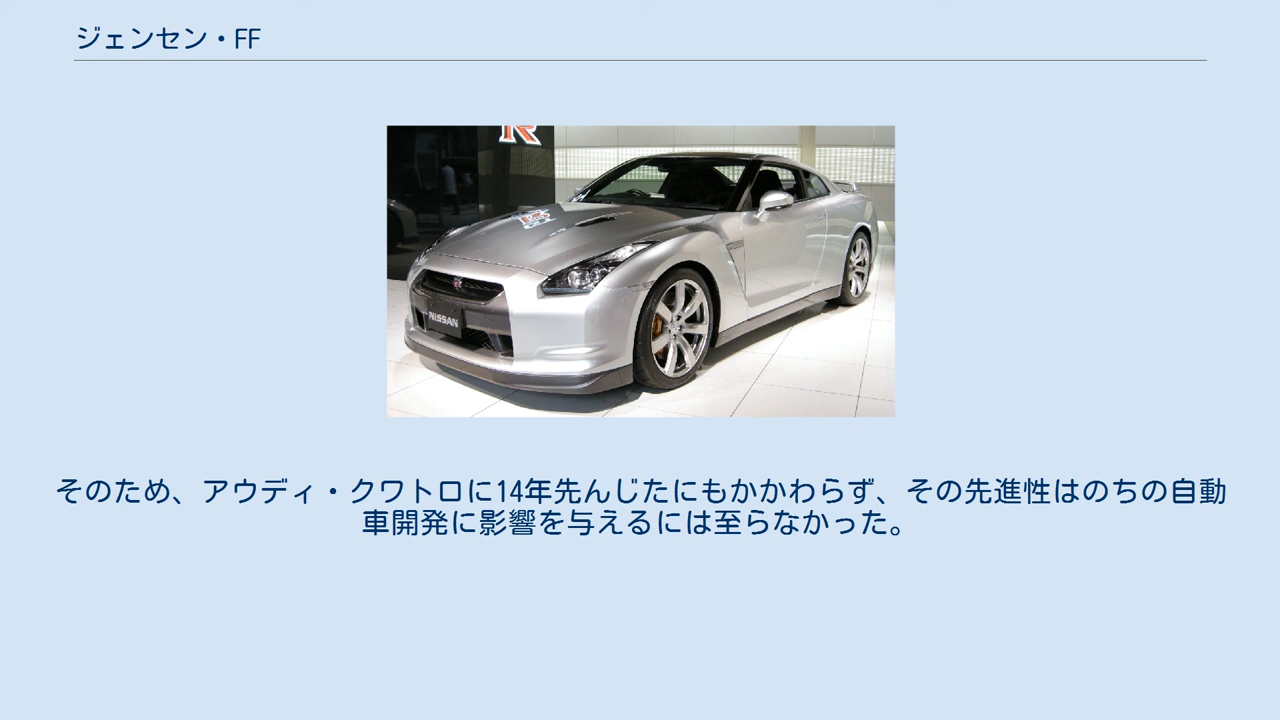 ジェンセン・FF
R
NISSAN
そのため、アウディ・クワトロに14年先んじたにもかかわらず、その先進性はのちの自動
車開発に影響を与えるには至らなかった。